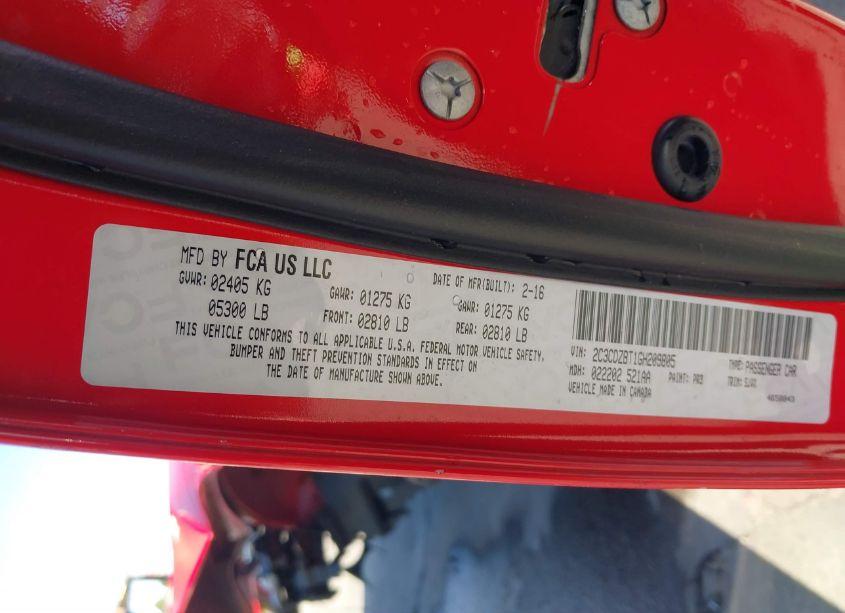 MFD BY FCA US LLC
DATE OF MFR(BUILT): 2-16
GVWR: 02405 KG
GAWR: 01275 KG
GAWR: 01275 KG
05300 LB
FRONT: 02810 LB
REAR: 02810 LB
THIS VEHICLE CONFORMS TO ALL APPLICABLE U.S.A. FEDERAL MOTOR VEHICLE SAFETY,
BUMPER AND THEFT PREVENTION STANDARDS IN EFFECT ON
THE DATE OF MANUFACTURE SHOWN ABOVE.
VIN: 2C3CDZBT1GH209805
TYPE: PASSENGER CAR
MDH: 022202 521AA
PAINT: PR3
TRIM:
VEHICLE MADE IN CANADA